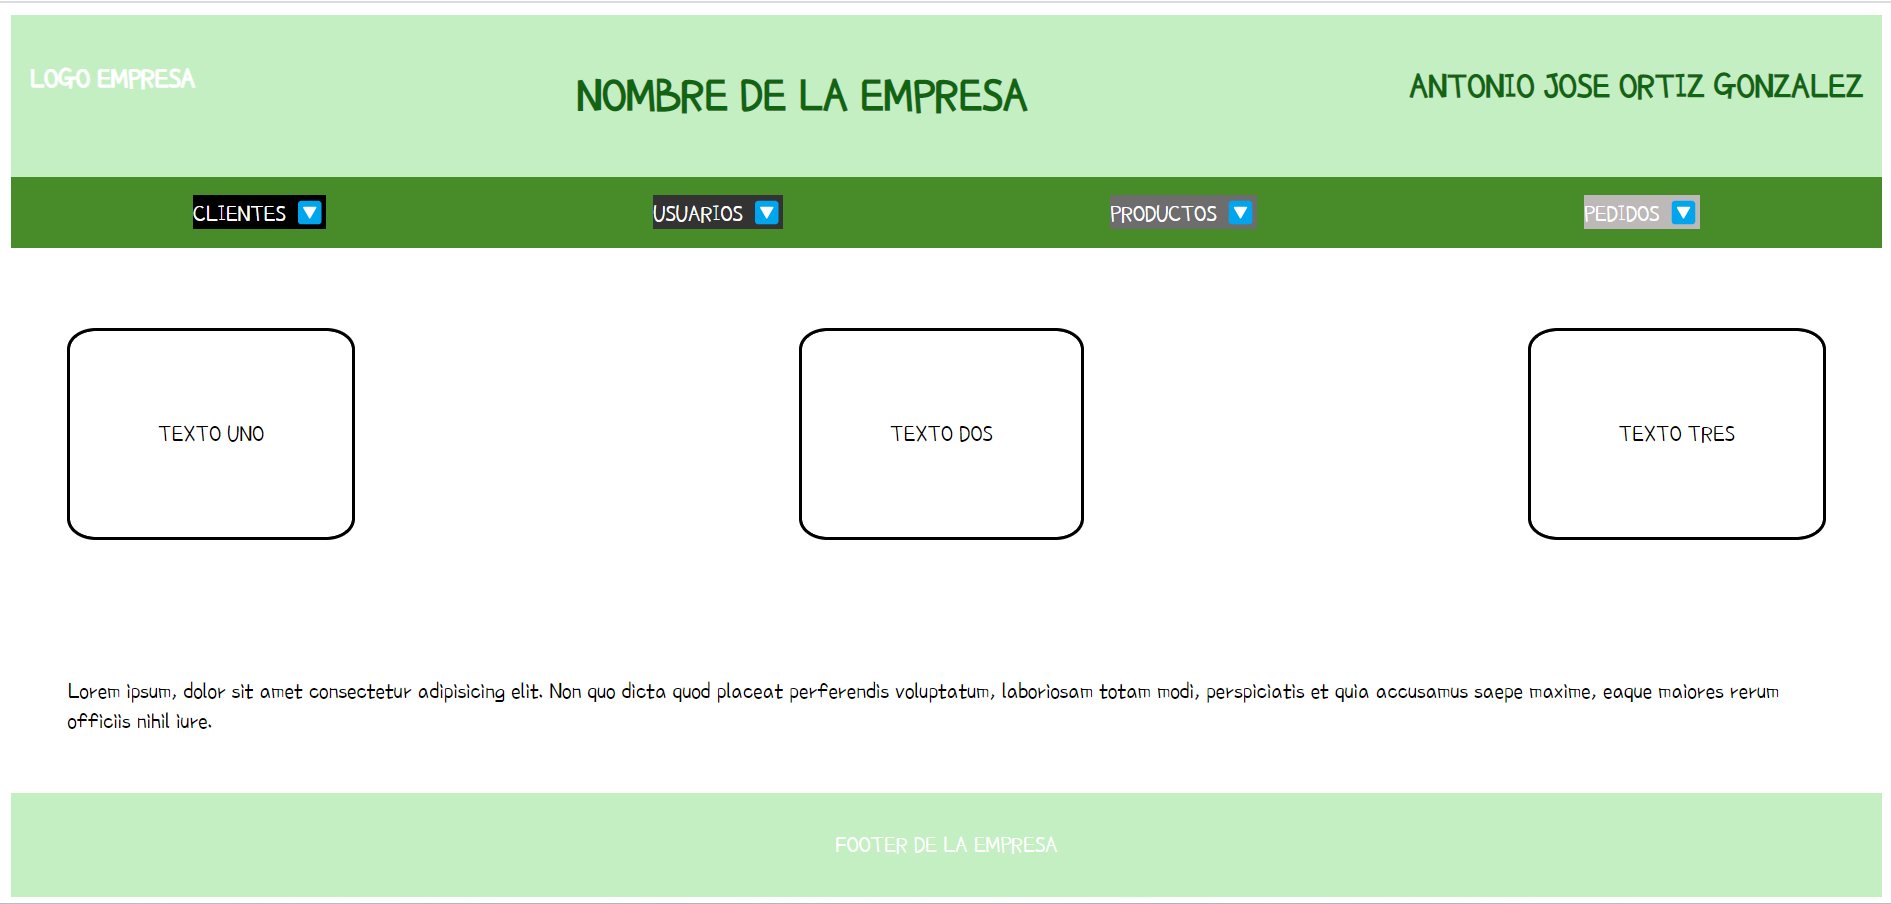 LOGO EMPRESA
NOMBRE DE LA EMPRESA
ANTONIO JOSE ORTIZ GONZALEZ
CLIENTES 🔽
USUARIOS 🔽
PRODUCTOS 🔽
PEDIDOS 🔽
TEXTO UNO
TEXTO DOS
TEXTO TRES
Lorem ipsum, dolor sit amet consectetur adipisicing elit. Non quo dicta quod placeat perferendis voluptatum, laboriosam totam modi, perspiciatis et quia accusamus saepe maxime, eaque maiores rerum
officiis nihil iure.
FOOTER DE LA EMPRESA